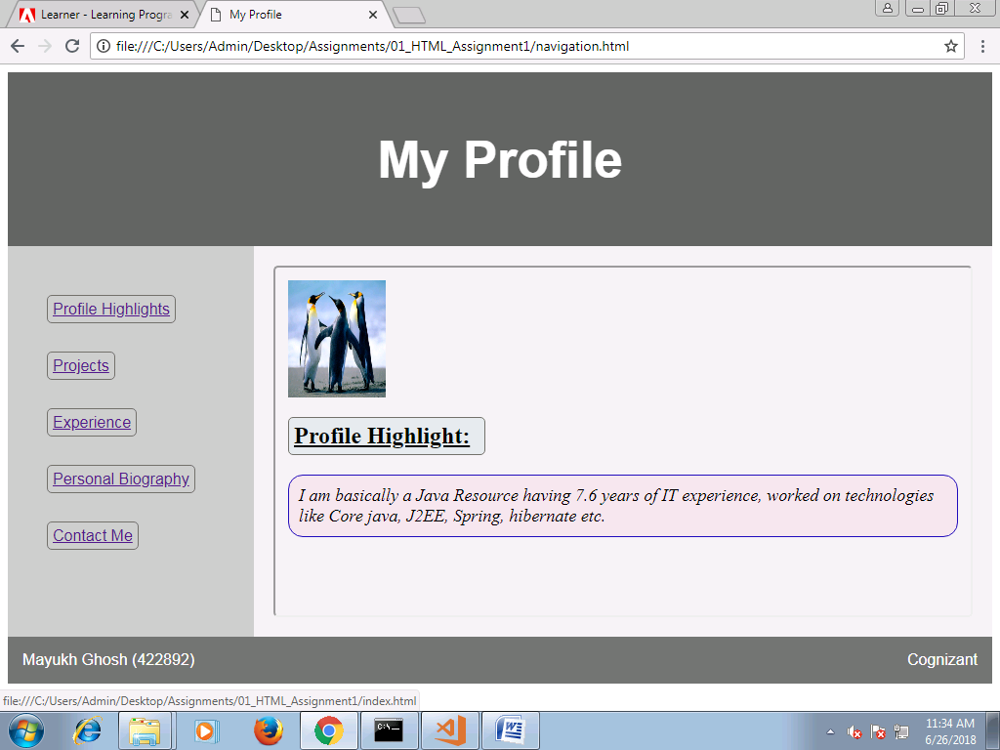 Learner - Learning Progra
My Profile
file:///C:/Users/Admin/Desktop/Assignments/01_HTML_Assignment1/navigation.html
My Profile
Profile Highlights
Projects
Experience
Personal Biography
Contact Me
Profile Highlight:
I am basically a Java Resource having 7.6 years of IT experience, worked on technologies
like Core java, J2EE, Spring, hibernate etc.
Mayukh Ghosh (422892)
Cognizant
file:///C:/Users/Admin/Desktop/Assignments/01_HTML_Assignment1/index.html
11:34 AM
6/26/2018